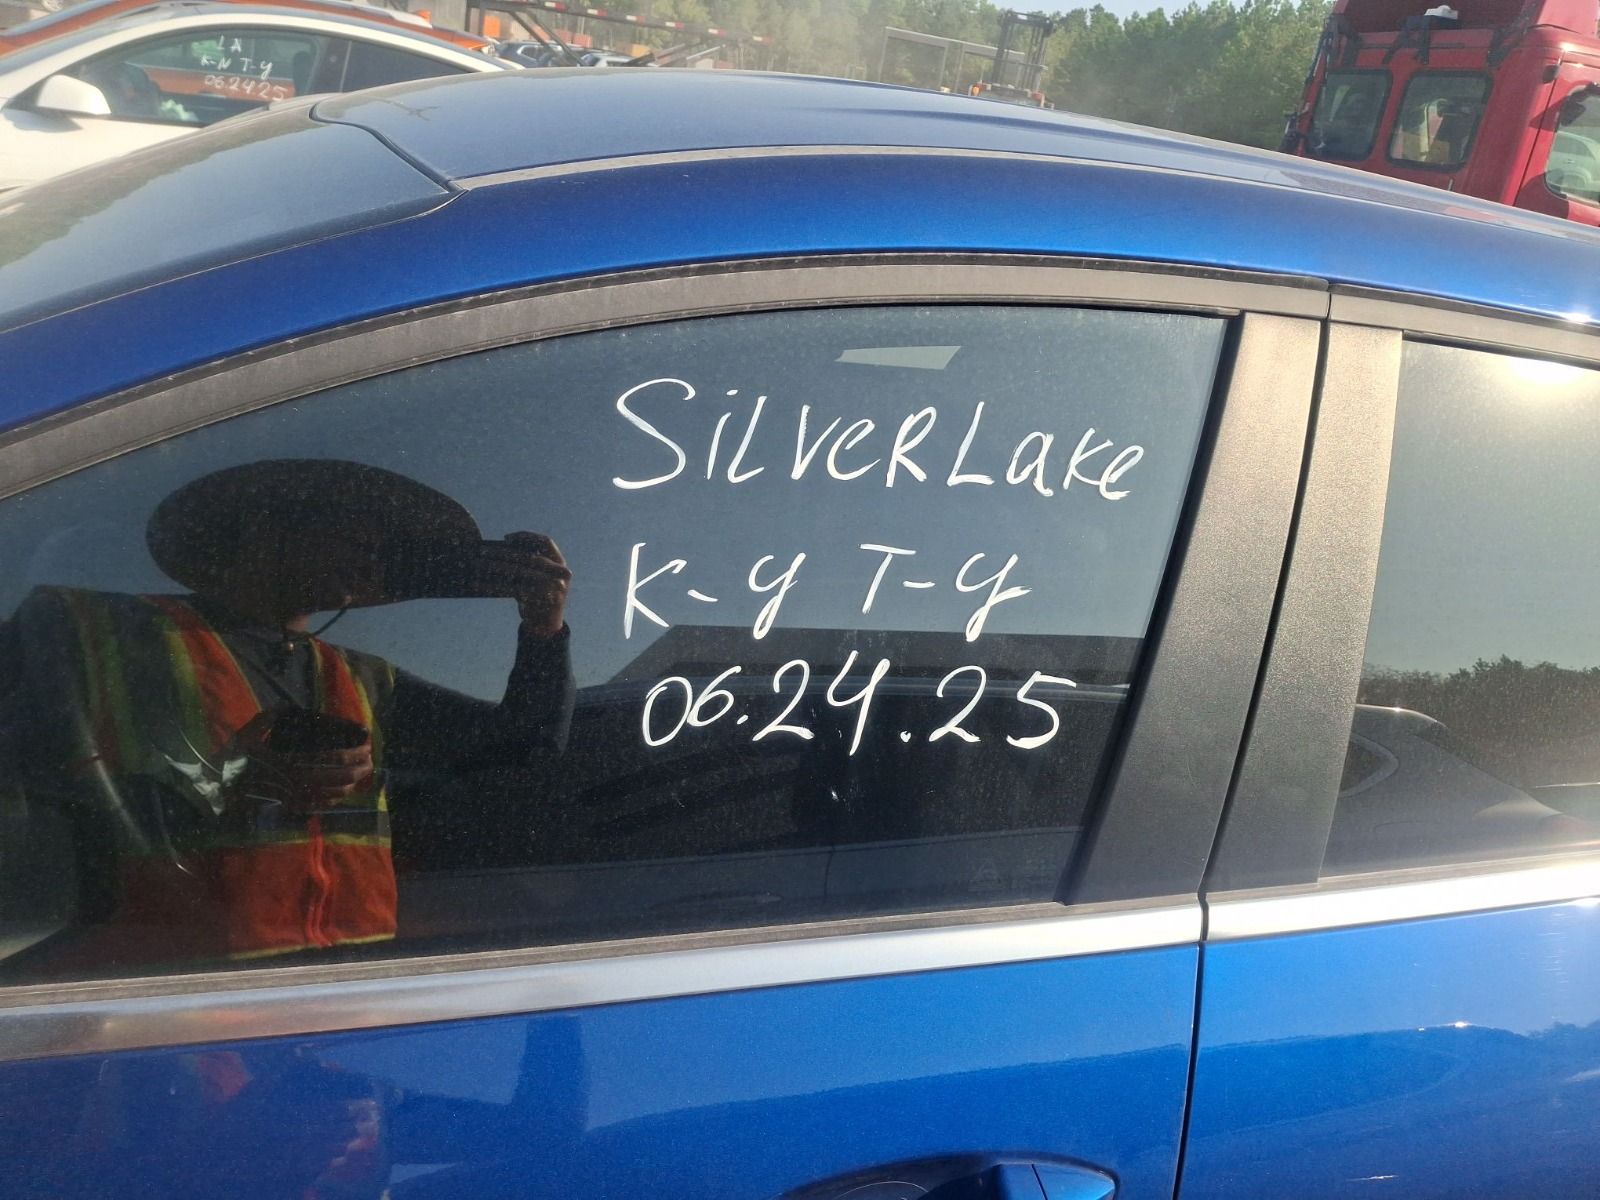 LA
K-N T-Y
06.24.25
SilveRLake
K-Y T-Y
06.24.25